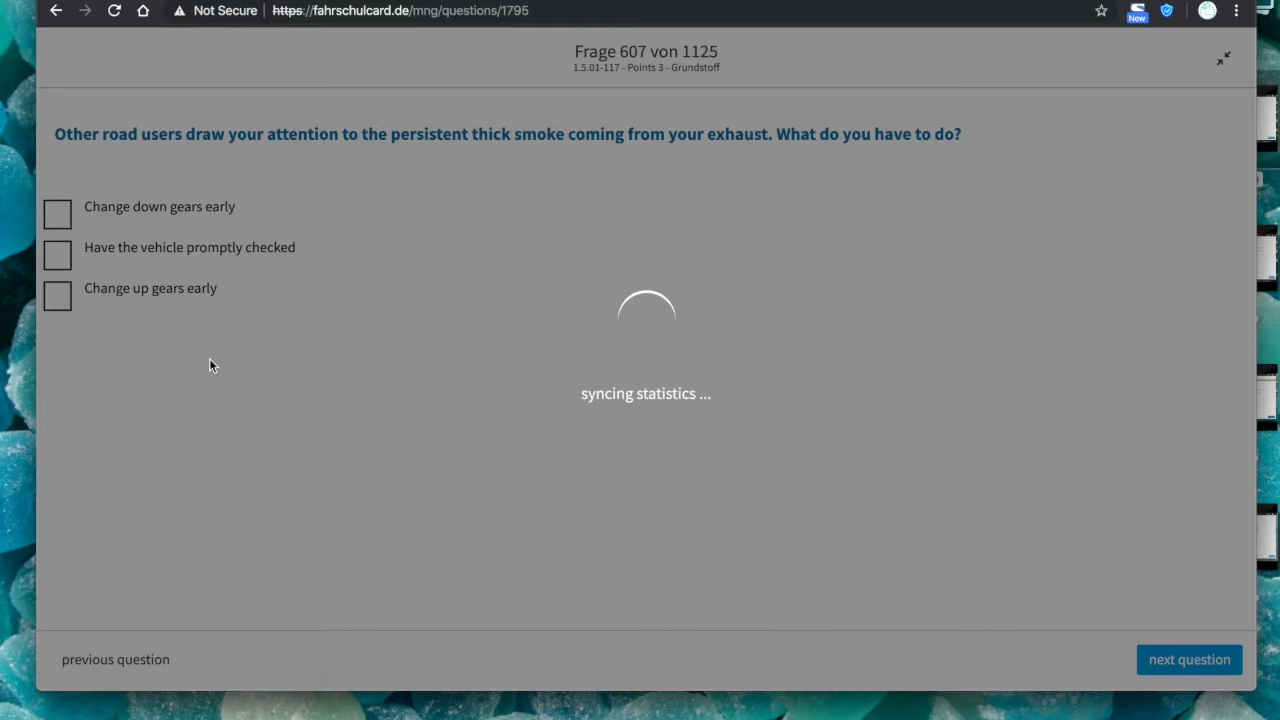 Not Secure | https://fahrschulcard.de/mng/questions/1795
New
Frage 607 von 1125
1.5.01-117 - Points 3 - Grundstoff
Other road users draw your attention to the persistent thick smoke coming from your exhaust. What do you have to do?
Change down gears early
Have the vehicle promptly checked
Change up gears early
syncing statistics ...
previous question
next question